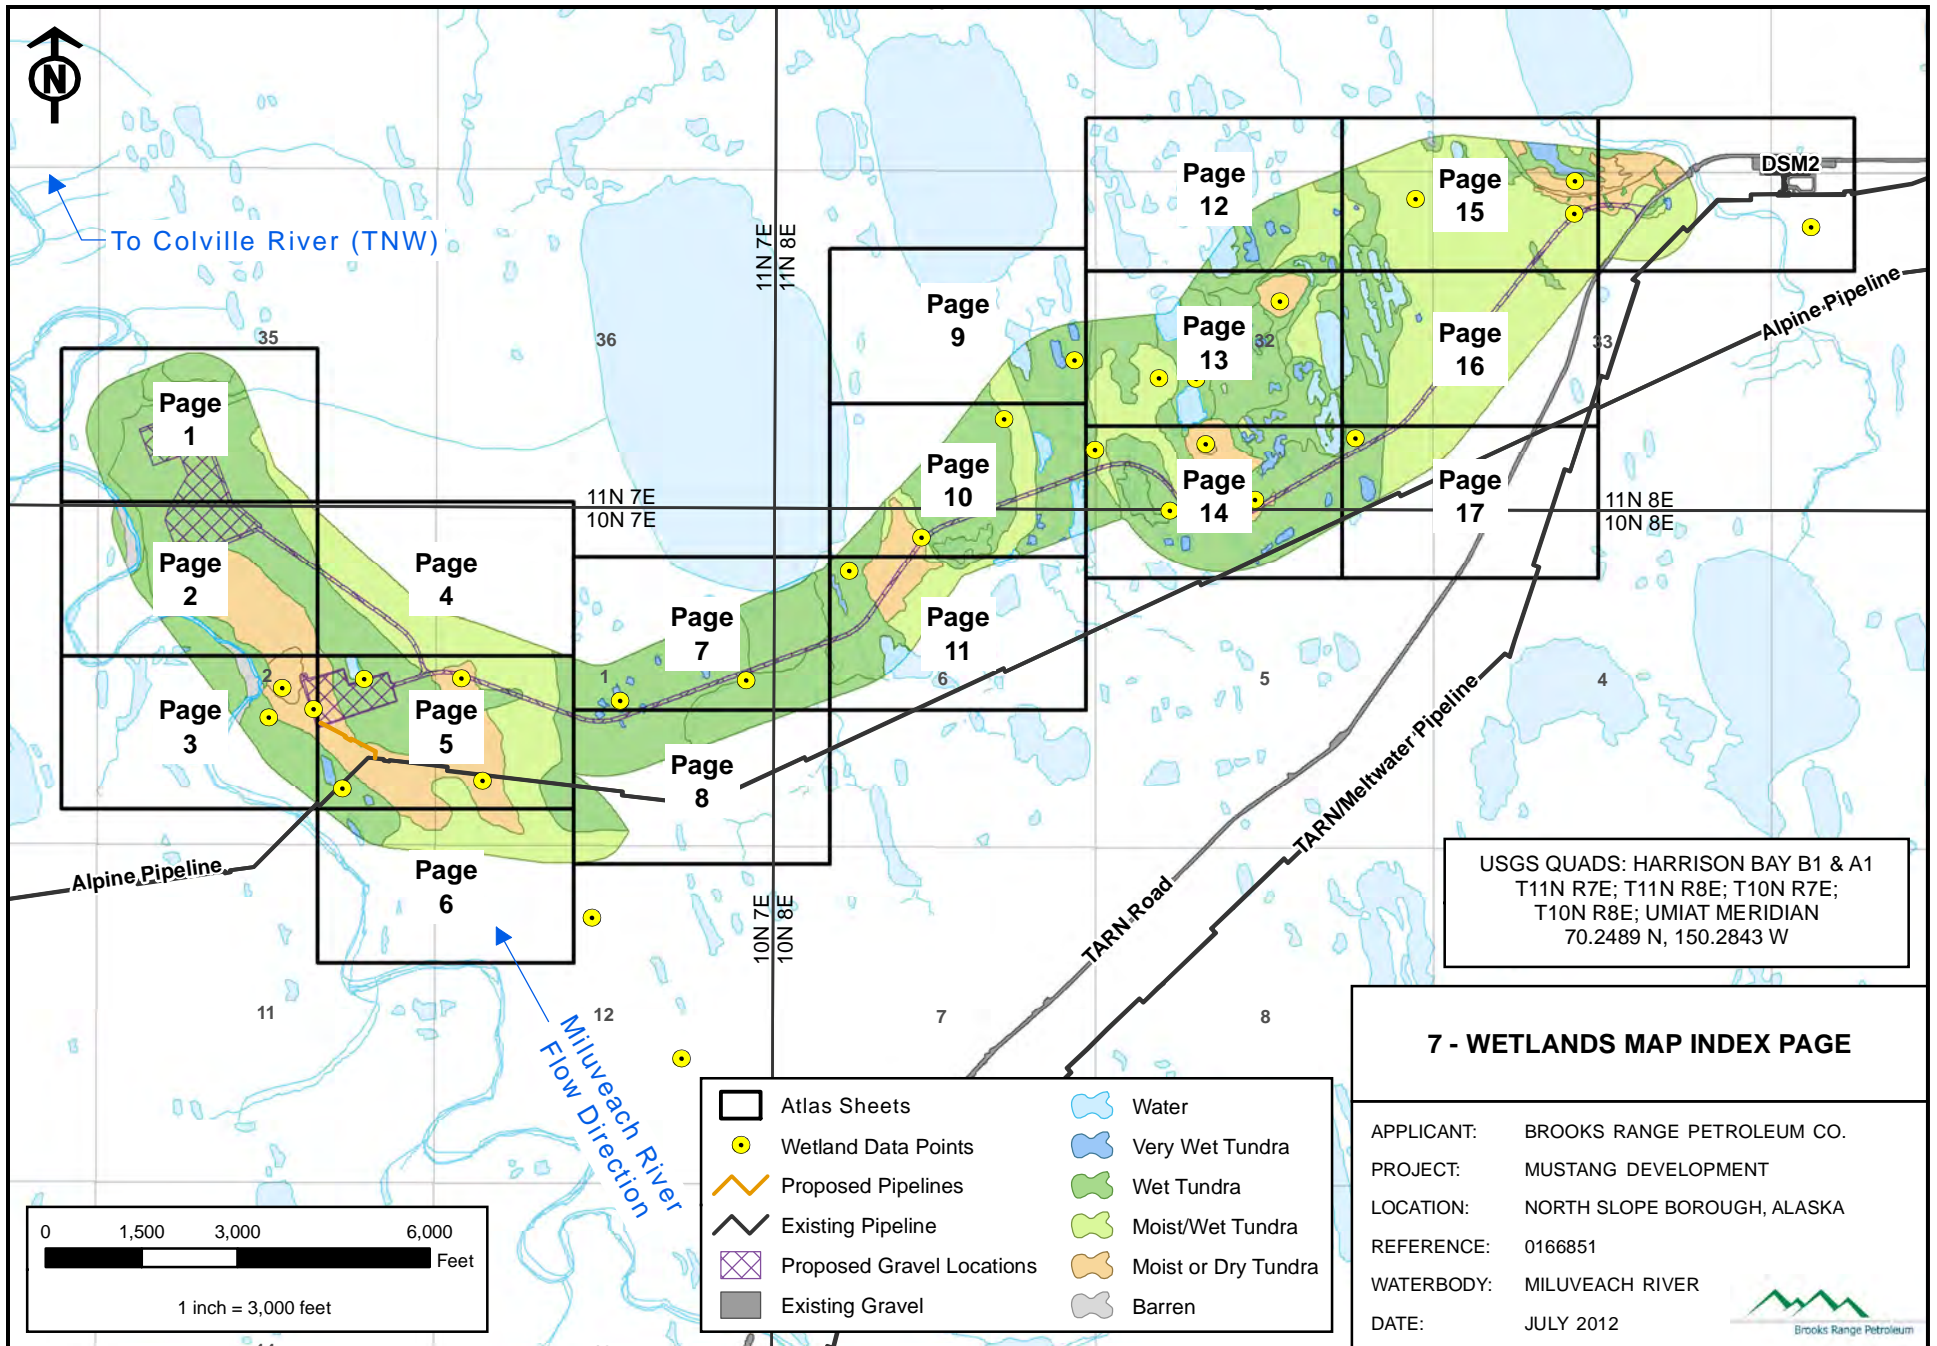 N
To Colville River (TNW)
35
36
11N 7E
11N 8E
Page
12
Page
15
DSM2
Page
9
Page
13
32
Page
16
33
Alpine Pipeline
Page
1
Page
10
Page
14
Page
17
11N 7E
10N 7E
11N 8E
10N 8E
Page
2
Page
4
Page
7
Page
11
2
1
6
5
4
Page
3
Page
5
Page
8
Alpine Pipeline
Page
6
10N 7E
10N 8E
TARN Road
TARN/Meltwater Pipeline
11
12
7
8
Miluveach River
Flow Direction
USGS QUADS: HARRISON BAY B1 & A1
T11N R7E; T11N R8E; T10N R7E;
T10N R8E; UMIAT MERIDIAN
70.2489 N, 150.2843 W
7 - WETLANDS MAP INDEX PAGE
APPLICANT: BROOKS RANGE PETROLEUM CO.
PROJECT: MUSTANG DEVELOPMENT
LOCATION: NORTH SLOPE BOROUGH, ALASKA
REFERENCE: 0166851
WATERBODY: MILUVEACH RIVER
DATE: JULY 2012
Brooks Range Petroleum
Atlas Sheets
Wetland Data Points
Proposed Pipelines
Existing Pipeline
Proposed Gravel Locations
Existing Gravel
Water
Very Wet Tundra
Wet Tundra
Moist/Wet Tundra
Moist or Dry Tundra
Barren
0 1,500 3,000 6,000
Feet
1 inch = 3,000 feet